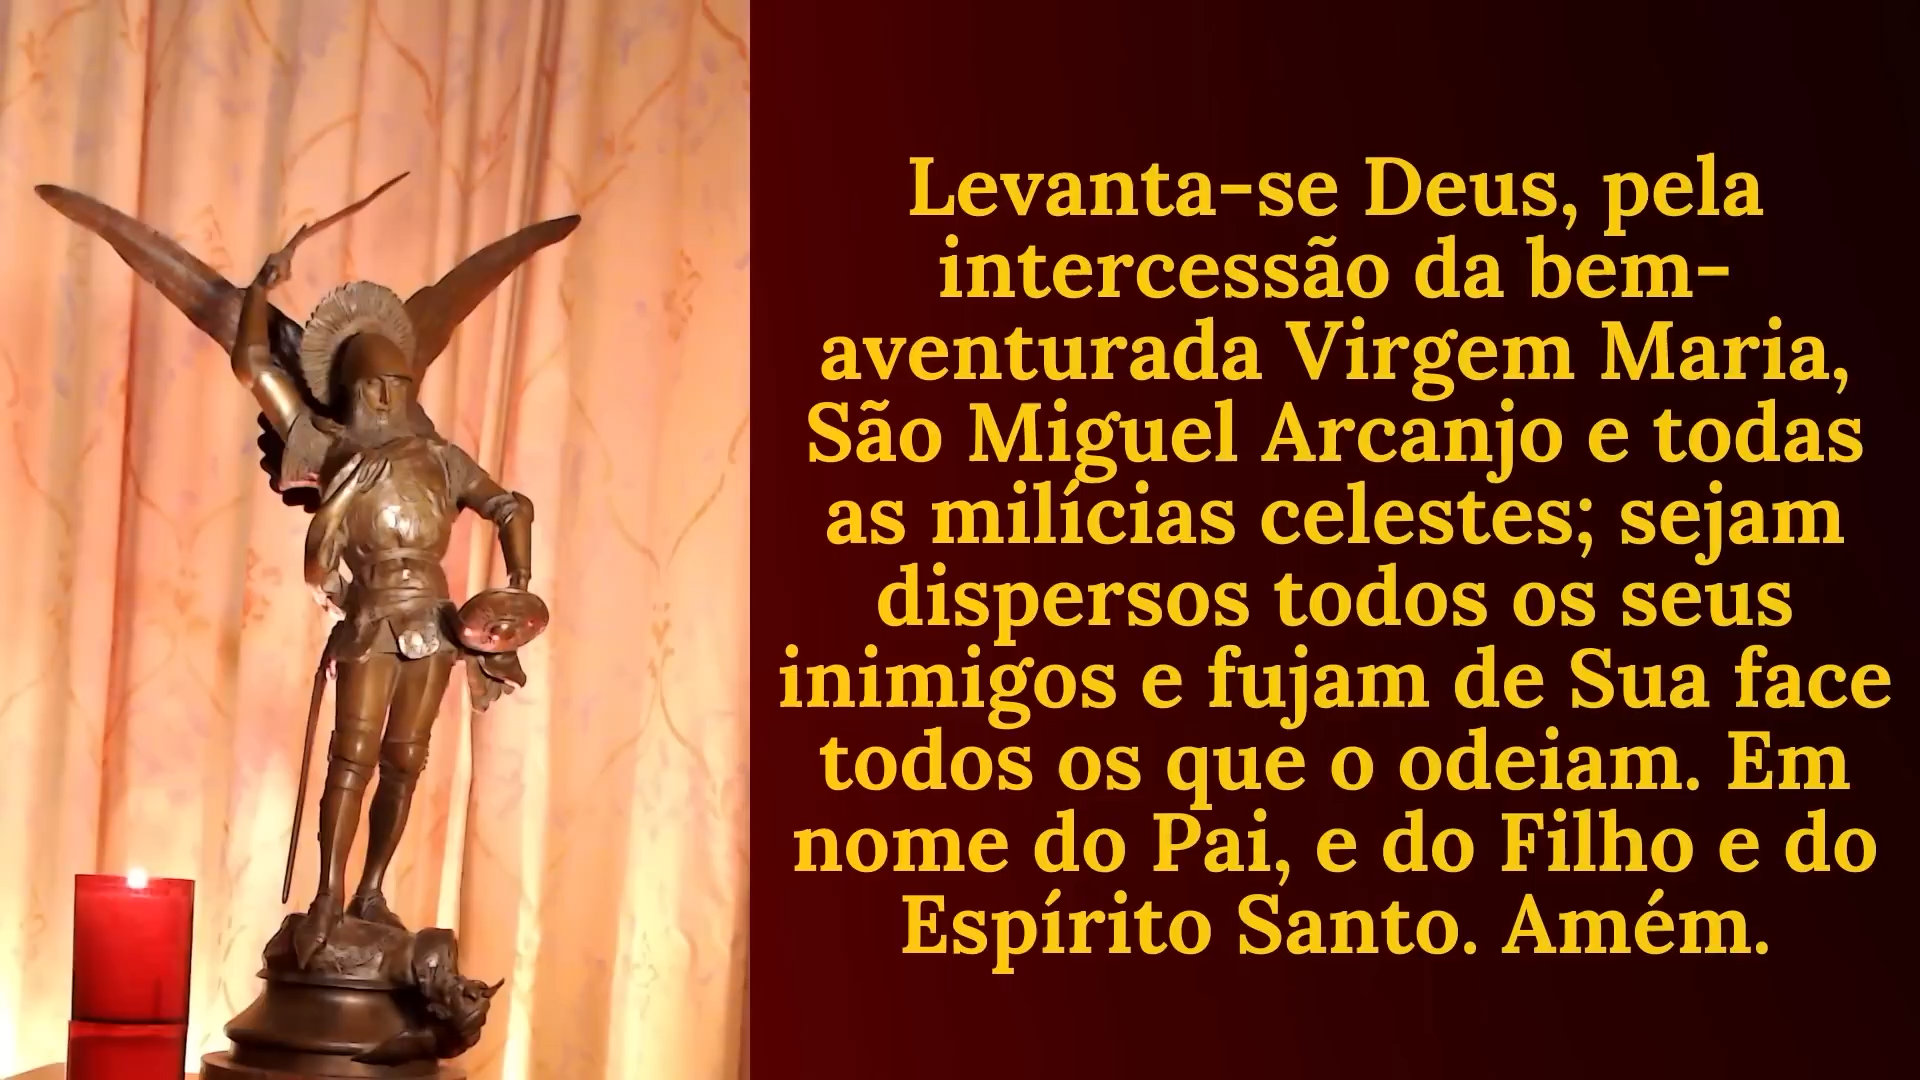 Levanta-se Deus, pela
intercessão da bem-
aventurada Virgem Maria,
São Miguel Arcanjo e todas
as milícias celestes; sejam
dispersos todos os seus
inimigos e fujam de Sua face
todos os que o odeiam. Em
nome do Pai, e do Filho e do
Espírito Santo. Amém.